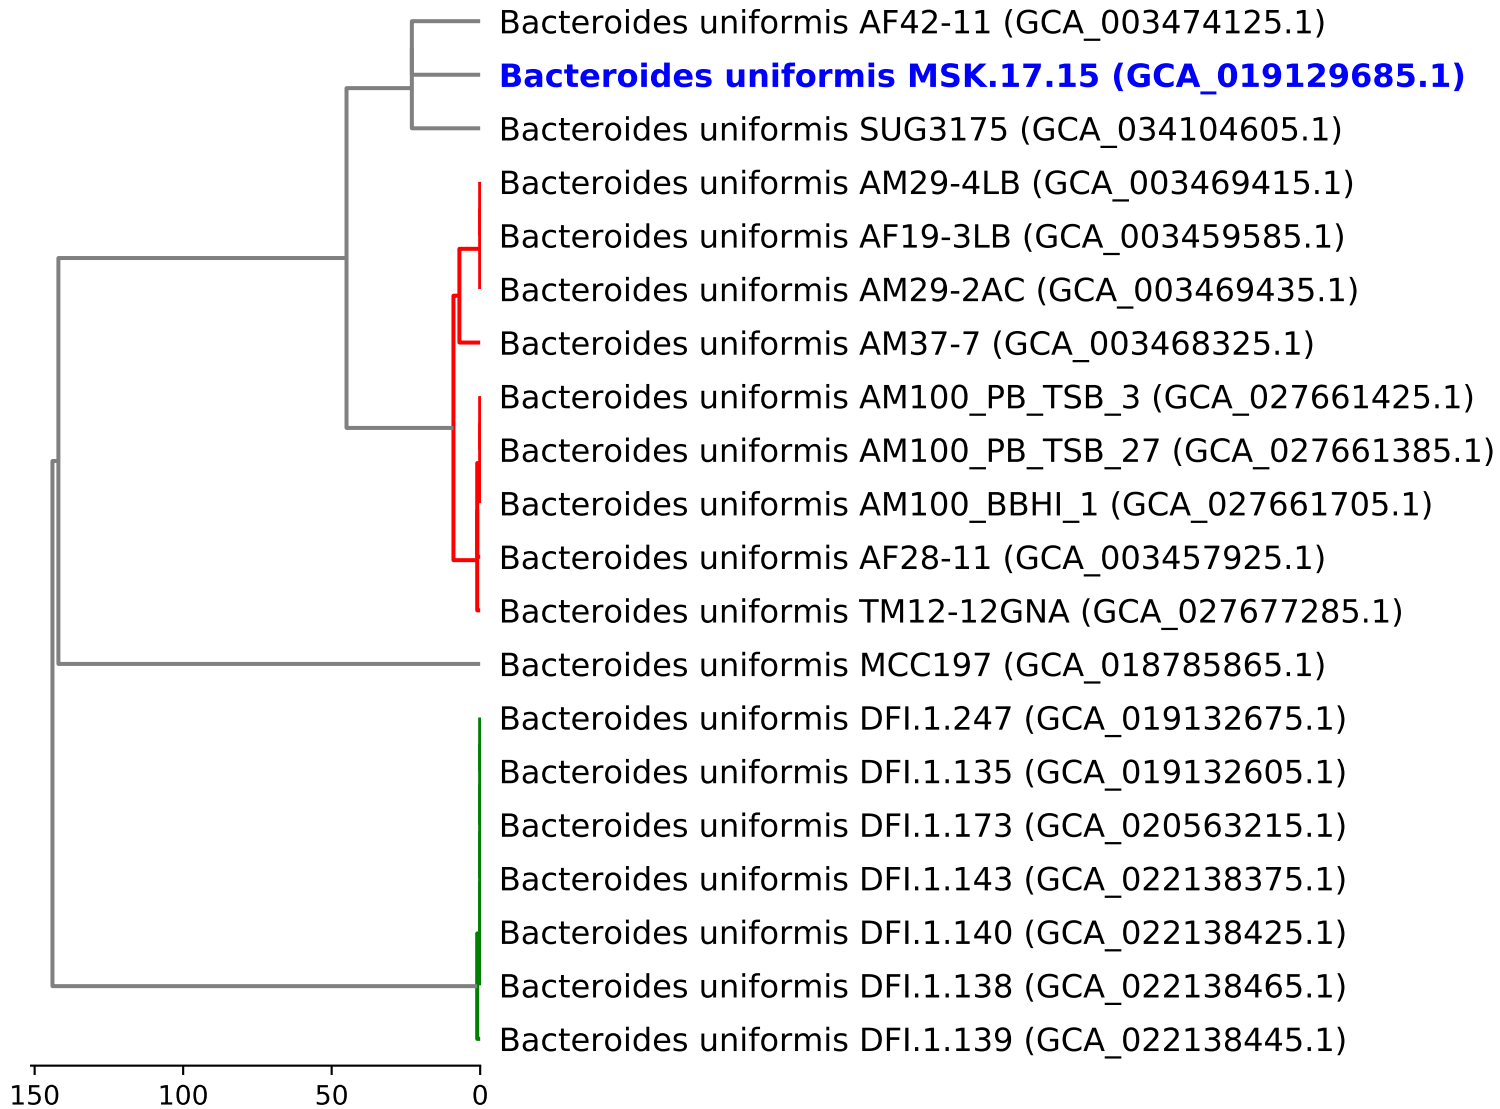 Bacteroides uniformis AF42-11 (GCA_003474125.1)
Bacteroides uniformis MSK.17.15 (GCA_019129685.1)
Bacteroides uniformis SUG3175 (GCA_034104605.1)
Bacteroides uniformis AM29-4LB (GCA_003469415.1)
Bacteroides uniformis AF19-3LB (GCA_003459585.1)
Bacteroides uniformis AM29-2AC (GCA_003469435.1)
Bacteroides uniformis AM37-7 (GCA_003468325.1)
Bacteroides uniformis AM100_PB_TSB_3 (GCA_027661425.1)
Bacteroides uniformis AM100_PB_TSB_27 (GCA_027661385.1)
Bacteroides uniformis AM100_BBHI_1 (GCA_027661705.1)
Bacteroides uniformis AF28-11 (GCA_003457925.1)
Bacteroides uniformis TM12-12GNA (GCA_027677285.1)
Bacteroides uniformis MCC197 (GCA_018785865.1)
Bacteroides uniformis DFI.1.247 (GCA_019132675.1)
Bacteroides uniformis DFI.1.135 (GCA_019132605.1)
Bacteroides uniformis DFI.1.173 (GCA_020563215.1)
Bacteroides uniformis DFI.1.143 (GCA_022138375.1)
Bacteroides uniformis DFI.1.140 (GCA_022138425.1)
Bacteroides uniformis DFI.1.138 (GCA_022138465.1)
Bacteroides uniformis DFI.1.139 (GCA_022138445.1)
150 100 50 0